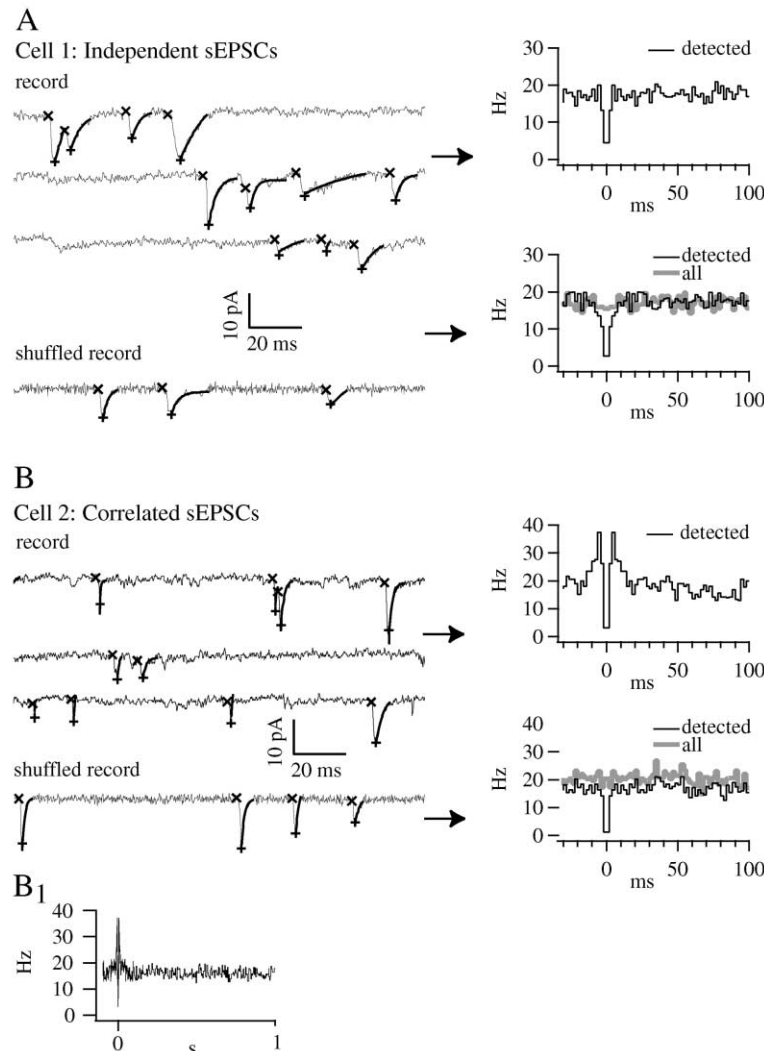 A
Cell 1: Independent sEPSCs
record
10 pA
20 ms
shuffled record
30
20
10
0
Hz
detected
0
50
100
ms
30
20
10
0
Hz
detected
all
0
50
100
ms
B
Cell 2: Correlated sEPSCs
record
10 pA
20 ms
shuffled record
40
30
20
10
0
Hz
detected
0
50
100
ms
40
30
20
10
0
Hz
detected
all
0
50
100
ms
B1
40
30
20
10
0
Hz
0
s
1